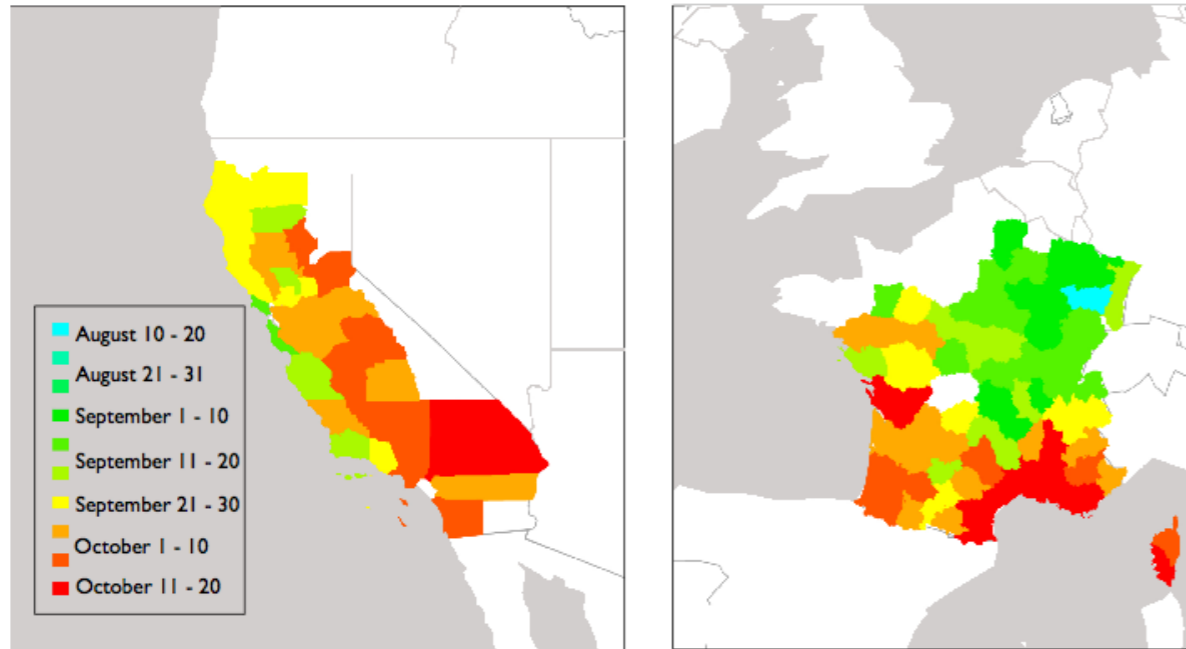 August 10 - 20
August 21 - 31
September 1 - 10
September 11 - 20
September 21 - 30
October 1 - 10
October 11 - 20